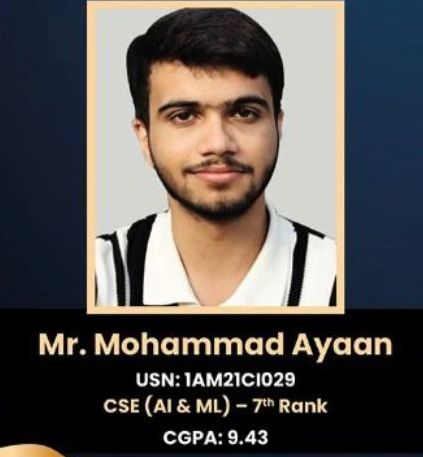 Mr. Mohammad Ayaan
USN: 1AM21CI029
CSE (AI & ML) – 7th Rank
CGPA: 9.43